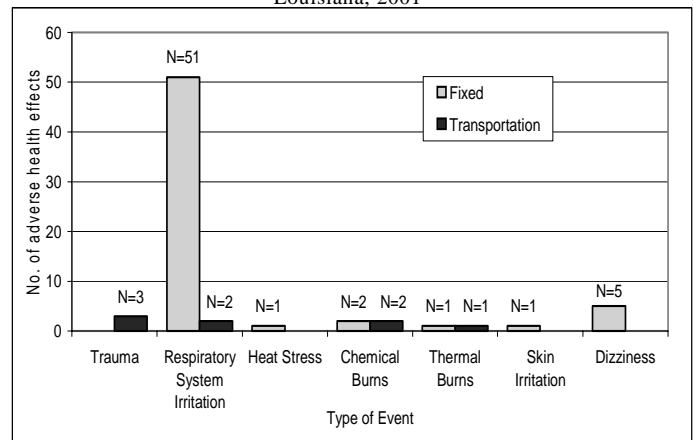 Louisiana, 2001
60
50
40
30
20
10
0
No. of adverse health effects
N=51
Fixed
Transportation
N=3
N=2
N=1
N=2
N=2
N=1
N=1
N=1
N=5
Trauma
Respiratory
System
Irritation
Heat Stress
Chemical
Burns
Thermal
Burns
Skin
Irritation
Dizziness
Type of Event